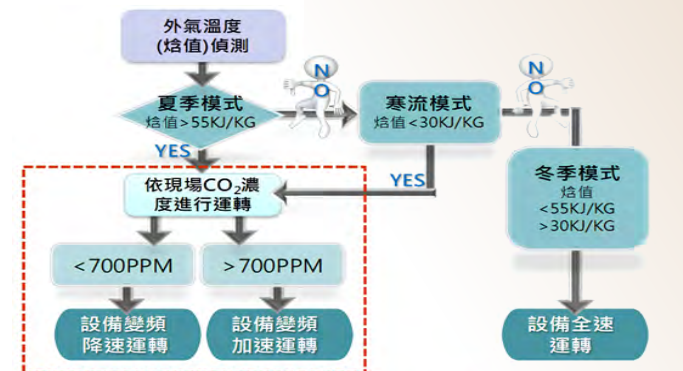 外氣溫度
(焓值)偵測
夏季模式
焓值>55KJ/KG
NO
寒流模式
焓值<30KJ/KG
NO
YES
YES
依現場CO₂濃
度進行運轉
冬季模式
焓值
<55KJ/KG
>30KJ/KG
<700PPM
>700PPM
設備變頻
降速運轉
設備變頻
加速運轉
設備全速
運轉